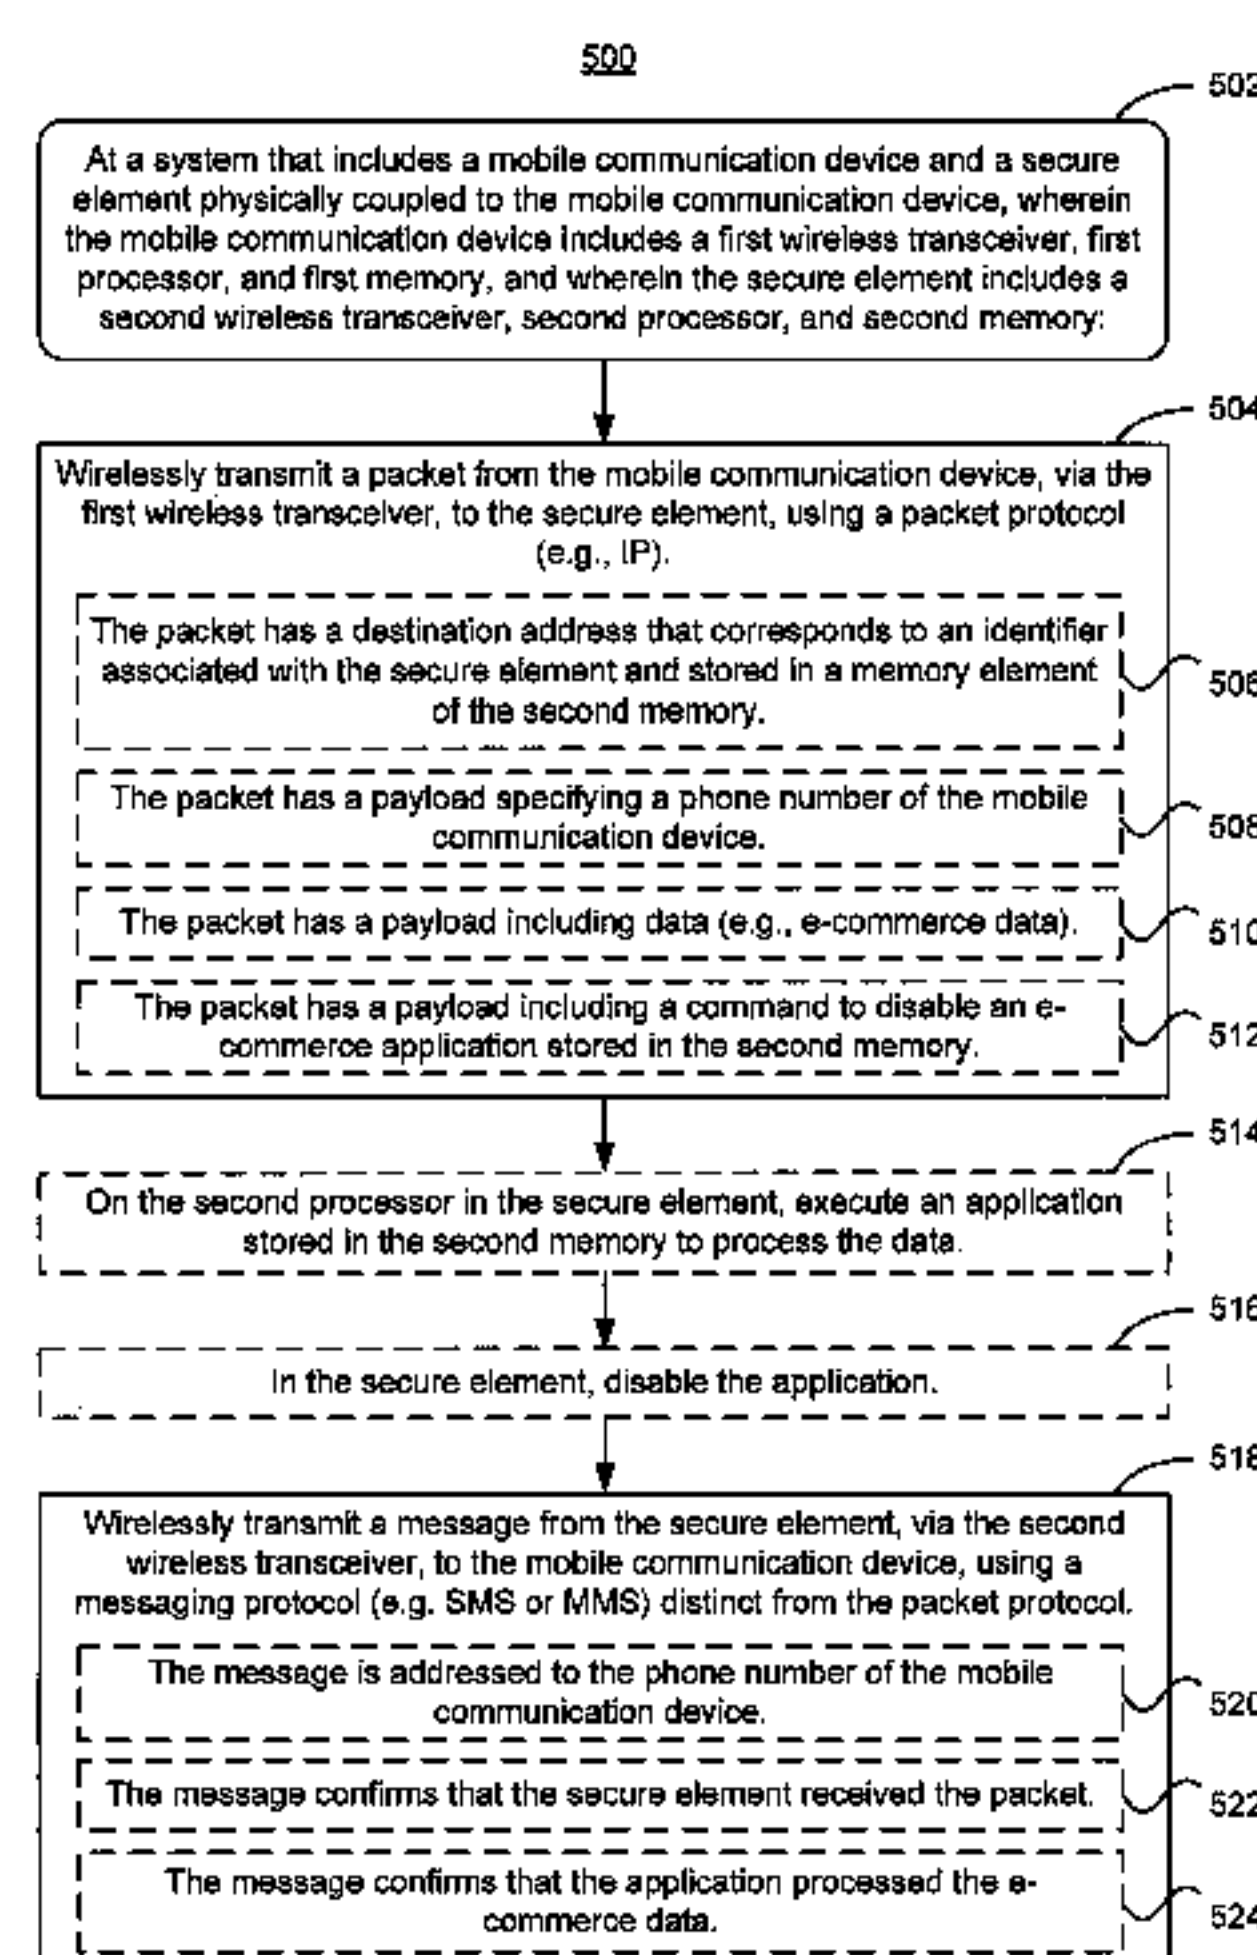 500
502
At a system that includes a mobile communication device and a secure
element physically coupled to the mobile communication device, wherein
the mobile communication device includes a first wireless transceiver, first
processor, and first memory, and wherein the secure element includes a
second wireless transceiver, second processor, and second memory:
504
Wirelessly transmit a packet from the mobile communication device, via the
first wireless transceiver, to the secure element, using a packet protocol
(e.g., IP).
The packet has a destination address that corresponds to an identifier
associated with the secure element and stored in a memory element
of the second memory.
506
The packet has a payload specifying a phone number of the mobile
communication device.
508
The packet has a payload including data (e.g., e-commerce data).
510
The packet has a payload including a command to disable an e-
commerce application stored in the second memory.
512
514
On the second processor in the secure element, execute an application
stored in the second memory to process the data.
516
In the secure element, disable the application.
518
Wirelessly transmit a message from the secure element, via the second
wireless transceiver, to the mobile communication device, using a
messaging protocol (e.g. SMS or MMS) distinct from the packet protocol.
The message is addressed to the phone number of the mobile
communication device.
520
The message confirms that the secure element received the packet.
522
The message confirms that the application processed the e-
commerce data.
524